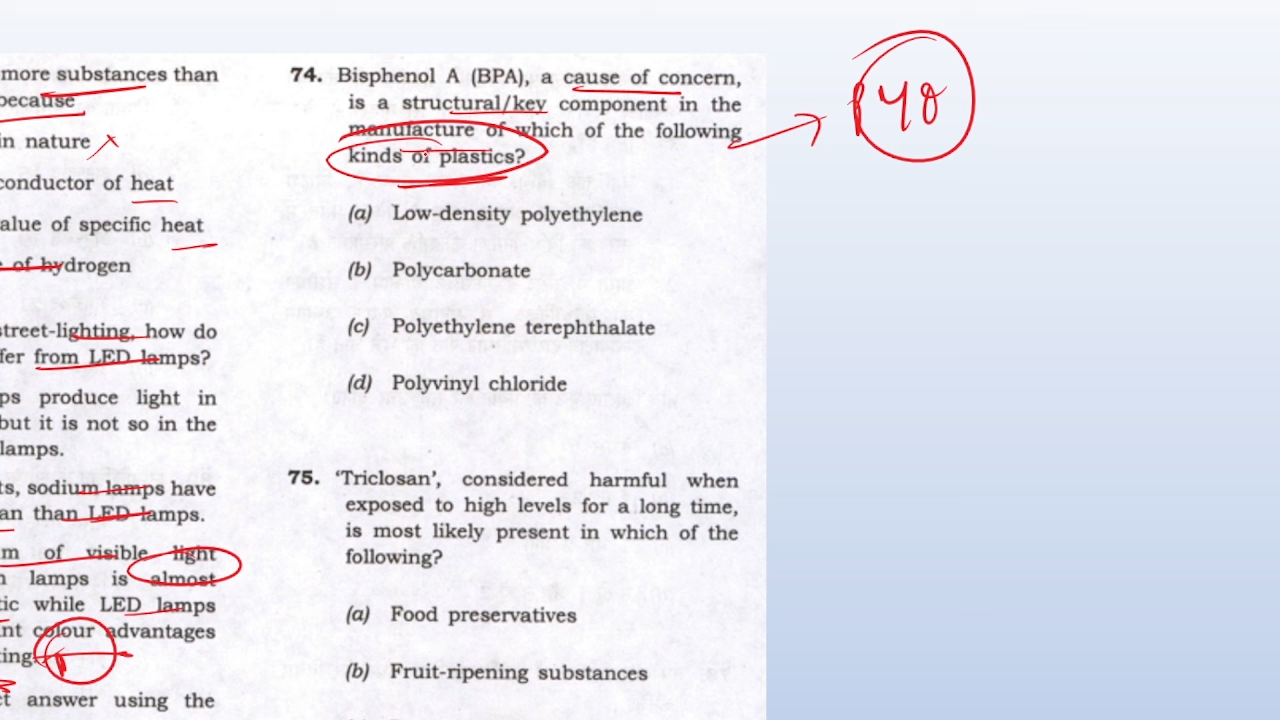 more substances than
because
in nature
conductor of heat
alue of specific heat
of hydrogen
street-lighting, how do
fer from LED lamps?
ps produce light in
but it is not so in the
lamps.
ts, sodium lamps have
an than LED lamps.
m of visible light
lamps is almost
tic while LED lamps
nt colour advantages
ting.
ct answer using the
74. Bisphenol A (BPA), a cause of concern,
is a structural/key component in the
manufacture of which of the following
kinds of plastics?
(a) Low-density polyethylene
(b) Polycarbonate
(c) Polyethylene terephthalate
(d) Polyvinyl chloride
75. ‘Triclosan’, considered harmful when
exposed to high levels for a long time,
is most likely present in which of the
following?
(a) Food preservatives
(b) Fruit-ripening substances